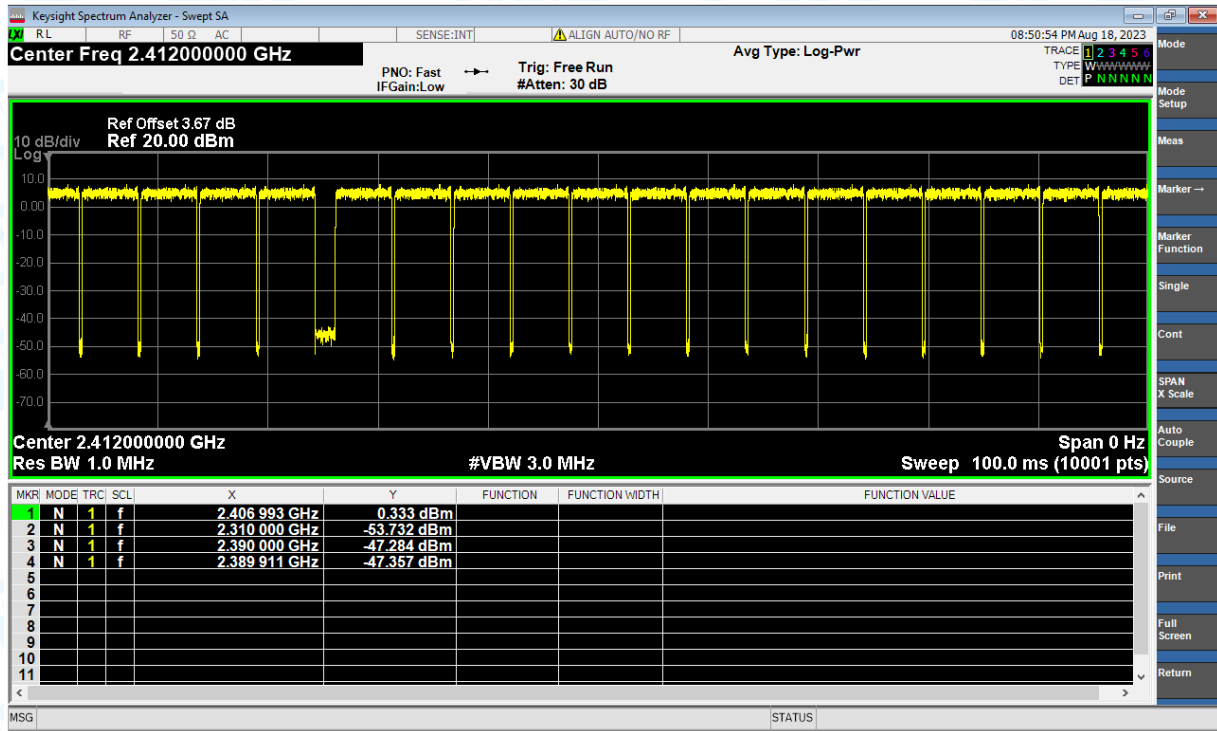 Keysight Spectrum Analyzer - Swept SA
LXI RL RF 50 Ω AC SENSE:INT ALIGN AUTO/NO RF 08:50:54 PM Aug 18, 2023
Center Freq 2.412000000 GHz
PNO: Fast
IFGain:Low
Trig: Free Run
#Atten: 30 dB
Avg Type: Log-Pwr
TRACE 1 2 3 4 5 6
TYPE WWWWWW
DET P N N N N N
Ref Offset 3.67 dB
10 dB/div Ref 20.00 dBm
Log
10.0
0.00
-10.0
-20.0
-30.0
-40.0
-50.0
-60.0
-70.0
Center 2.412000000 GHz Span 0 Hz
Res BW 1.0 MHz #VBW 3.0 MHz Sweep 100.0 ms (10001 pts)
MKR MODE TRC SCL X Y FUNCTION FUNCTION WIDTH FUNCTION VALUE
1 N 1 f 2.406 993 GHz 0.333 dBm
2 N 1 f 2.310 000 GHz -53.732 dBm
3 N 1 f 2.390 000 GHz -47.284 dBm
4 N 1 f 2.389 911 GHz -47.357 dBm
5
6
7
8
9
10
11
MSG STATUS
Mode
Mode
Setup
Meas
Marker→
Marker
Function
Single
Cont
SPAN
X Scale
Auto
Couple
Source
File
Print
Full
Screen
Return